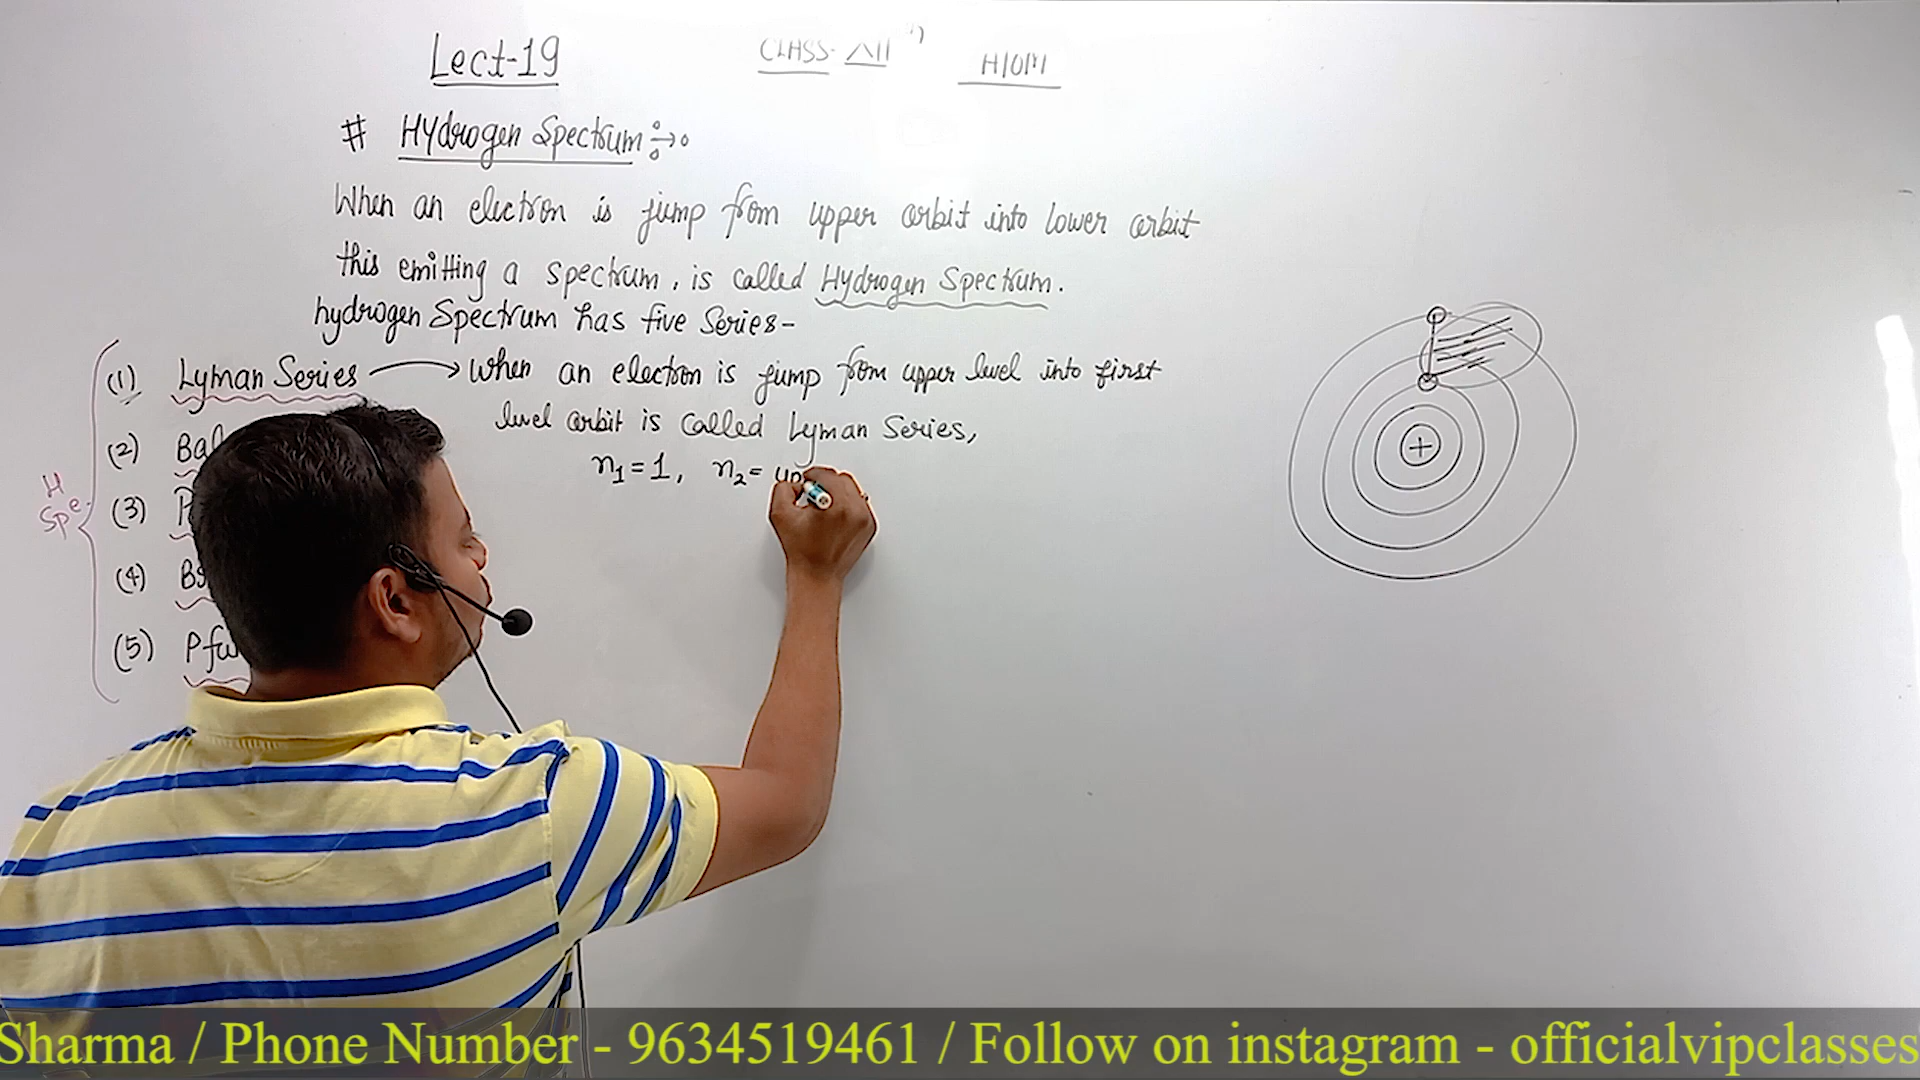 Lect-19
CLASS-
# Hydrogen Spectrum
When an electron is jump from upper orbit into lower orbit
this emitting a spectrum, is called Hydrogen Spectrum.
hydrogen Spectrum has five Series-
(1) Lyman Series → When an electron is jump from upper level into first
level orbit is called Lyman Series,
n₁ = 1, n₂ = up
(2) Bal
(3) P
(4) B
(5) Pfu
H
Spe
+
Sharma / Phone Number - 9634519461 / Follow on instagram - officialvipclasses